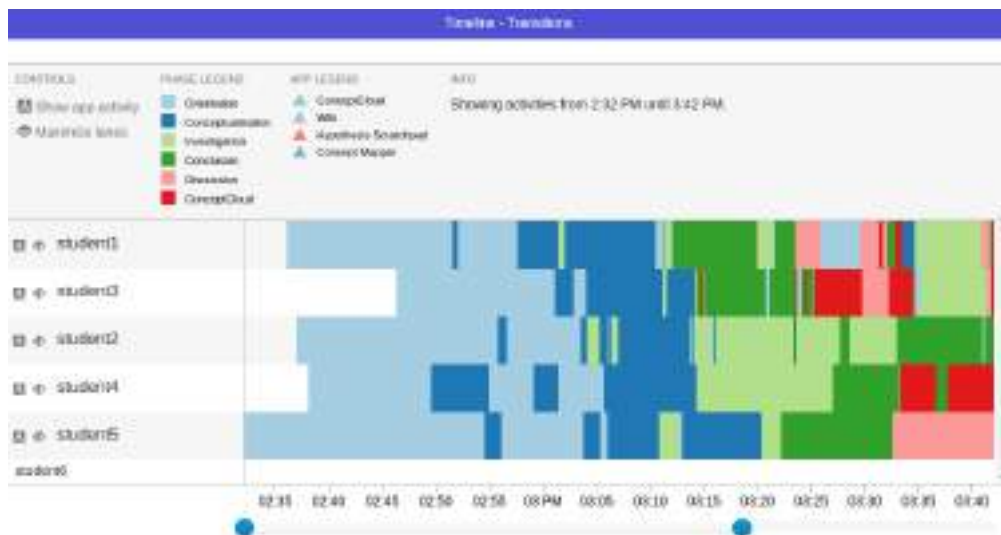 Timeline - Transitions
CONTROLS
Show app activity
Maximize lanes
PHASE LEGEND
Orientation
Conceptualisation
Investigation
Conclusion
Discussion
ConceptCloud
APP LEGEND
ConceptCloud
Wiki
Hypothesis Scratchpad
Concept Mapper
INFO
Showing activities from 2:32 PM until 3:42 PM.
student1
student3
student2
student4
student5
student6
02:35 02:40 02:45 02:50 02:55 03 PM 03:05 03:10 03:15 03:20 03:25 03:30 03:35 03:40